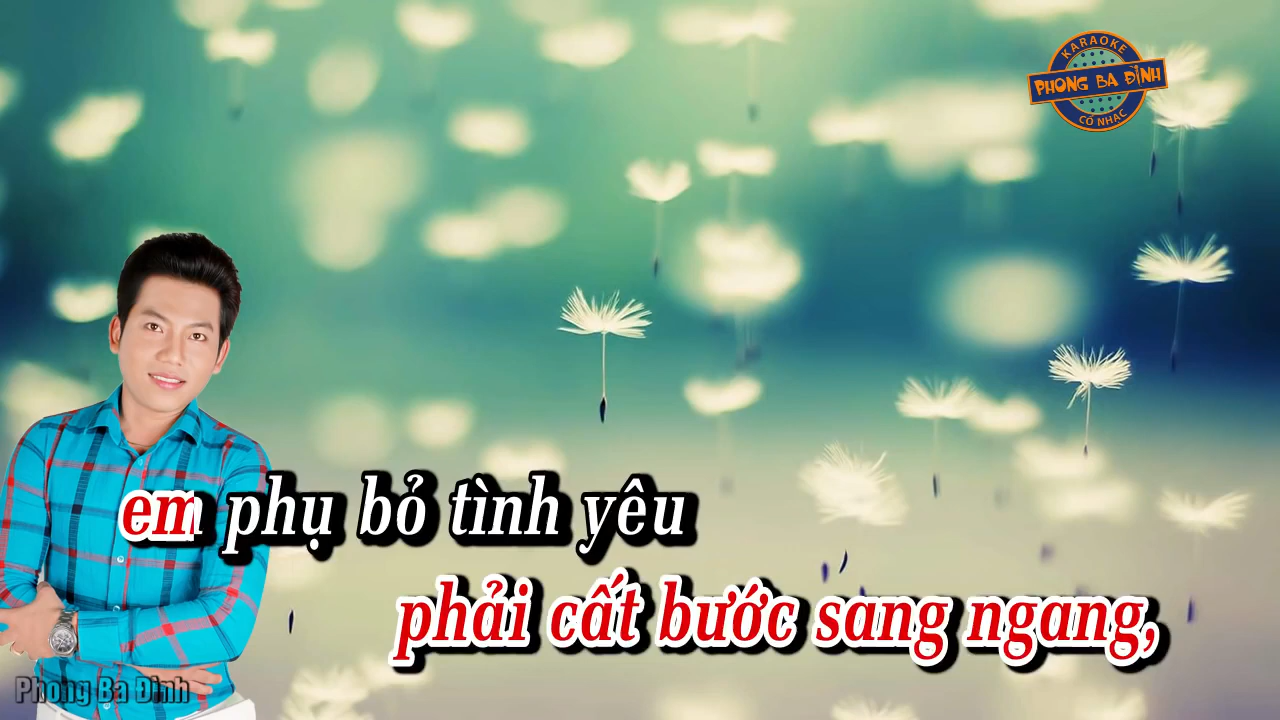 KARAOKE
PHONG BA ĐÌNH
CỔ NHẠC
em phụ bỏ tình yêu
phải cất bước sang ngang,
Phong Ba Đình